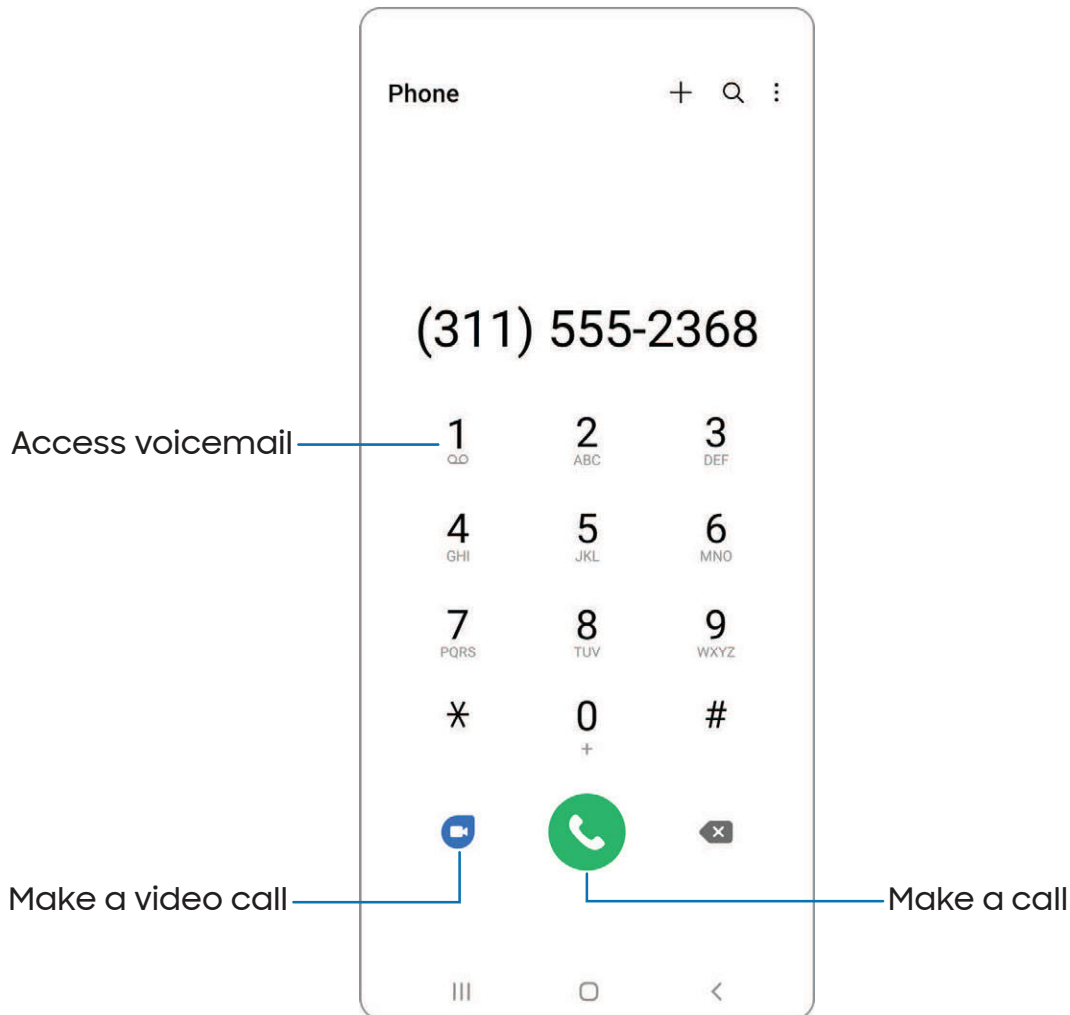 Phone
(311) 555-2368
Access voicemail
1 2 3
ABC DEF
4 5 6
GHI JKL MNO
7 8 9
PQRS TUV WXYZ
* 0 #
+
Make a video call
Make a call